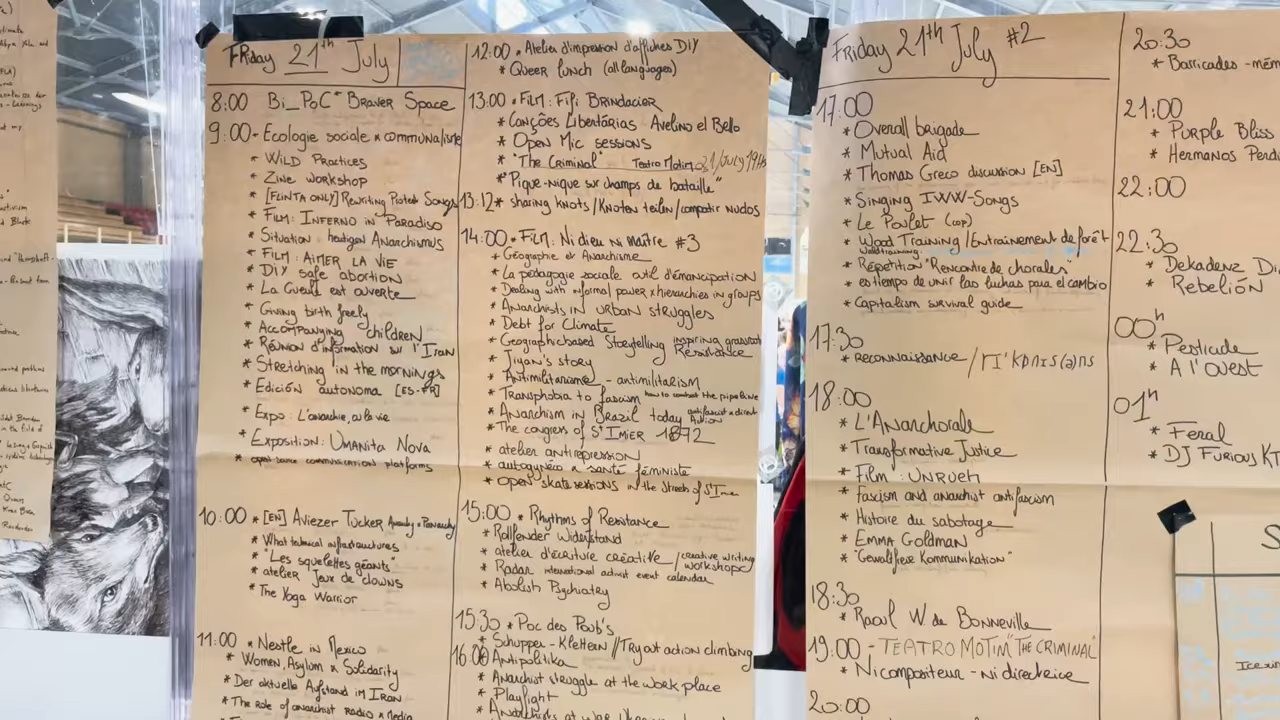 Friday 21th July
8:00 Bi_PoC* Braver Space
9:00 - Ecologie sociale & communalisme
* Wild Practices
* Zine workshop
* [FLINTA ONLY] Rewriting Protest Songs
* Film: Inferno in Paradiso
* Situation heutigen Anarchismus
* Film: Aimer la vie
* DiY safe abortion
* La Gueule est ouverte
* Giving birth freely
* Accompanying children
* Réunion d'information sur l'Iran
* Stretching in the mornings
* Edición autonoma [ES-FR]
* Expo: L'anarchie, ou la vie
* Exposition: Umanita Nova
* open source communication platforms
10:00 * [EN] Aviezer Tucker
* What technical infrastructures
* "Les squelettes géants"
* atelier Jeux de clowns
* The Yoga Warrior
11:00 * Nestle in Mexico
* Women, Asylum & Solidarity
* Der aktuelle Aufstand im Iran
* The role of anarchist radio & media
12:00 * Atelier d'impression d'affiches DIY
* Queer lunch (all languages)
13:00 * Film: Fifi Brindacier
* Canções Libertárias - Avelino el Bello
* Open Mic sessions
* "The Criminal" Teatro Motim 21/July 19Hs
* "Pique-nique sur champs de bataille"
13:12 * sharing knots / Knoten teilen / compartir nudos
14:00 * Film: Ni dieu ni maître #3
* Géographie et Anarchisme
* La pédagogie sociale outil d'émancipation
* Dealing with informal power & hierarchies in groups
* Anarchists in urban struggles
* Debt for Climate
* Geographicbased Storytelling inspiring grassroot Resistance
* Jiyan's story
* Antimilitarisme - antimilitarism
* Transphobia to fascism how to combat the pipeline
* Anarchism in Brazil today antifascist & direct Action
* The congress of St Imier 1872
* atelier antirepression
* autogynéco & santé féministe
* open skate sessions in the streets of St Imier
15:00 * Rhythms of Resistance
* Rollfender Widerstand
* atelier d'écriture créative / creative writing workshop
* Radar international activist event calendar
* Abolish Psychiatry
15:30 * Poc des Poub's
* Schupper-Klettern // Try out action climbing
16:00 * Antipolitika
* Anarchist struggle at the work place
* Playfight
* Anarchists at war
Friday 21th July #2
17:00
* Overall brigade
* Mutual Aid
* Thomas Greco discussion [EN]
* Singing IWW-Songs
* Le Poulet (cop)
* Wood Training / Entrainement de forêt
Waldtraining
* Répétition "Rencontre de chorales"
* es tiempo de unir las luchas para el cambio
* Capitalism survival guide
17:30
* reconnaissance /
18:00
* L'Anarchorale
* Transformative Justice
* Film: UNRUEH
* Fascism and anarchist antifascism
* Histoire du sabotage
* Emma Goldman
* "Gewaltfreie Kommunikation"
18:30
* Raoul W. de Bonneville
19:00 - TEATRO MOTIM "THE CRIMINAL"
* Ni compositeur - Ni directrice
20:00
20:30
* Barricades
21:00
* Purple Bliss
* Hermanos
22:00
22:30
* Dekadenz
* Rebelión
00h
* Pesticide
* A l'ouest
01h
* Feral
* DJ Furious